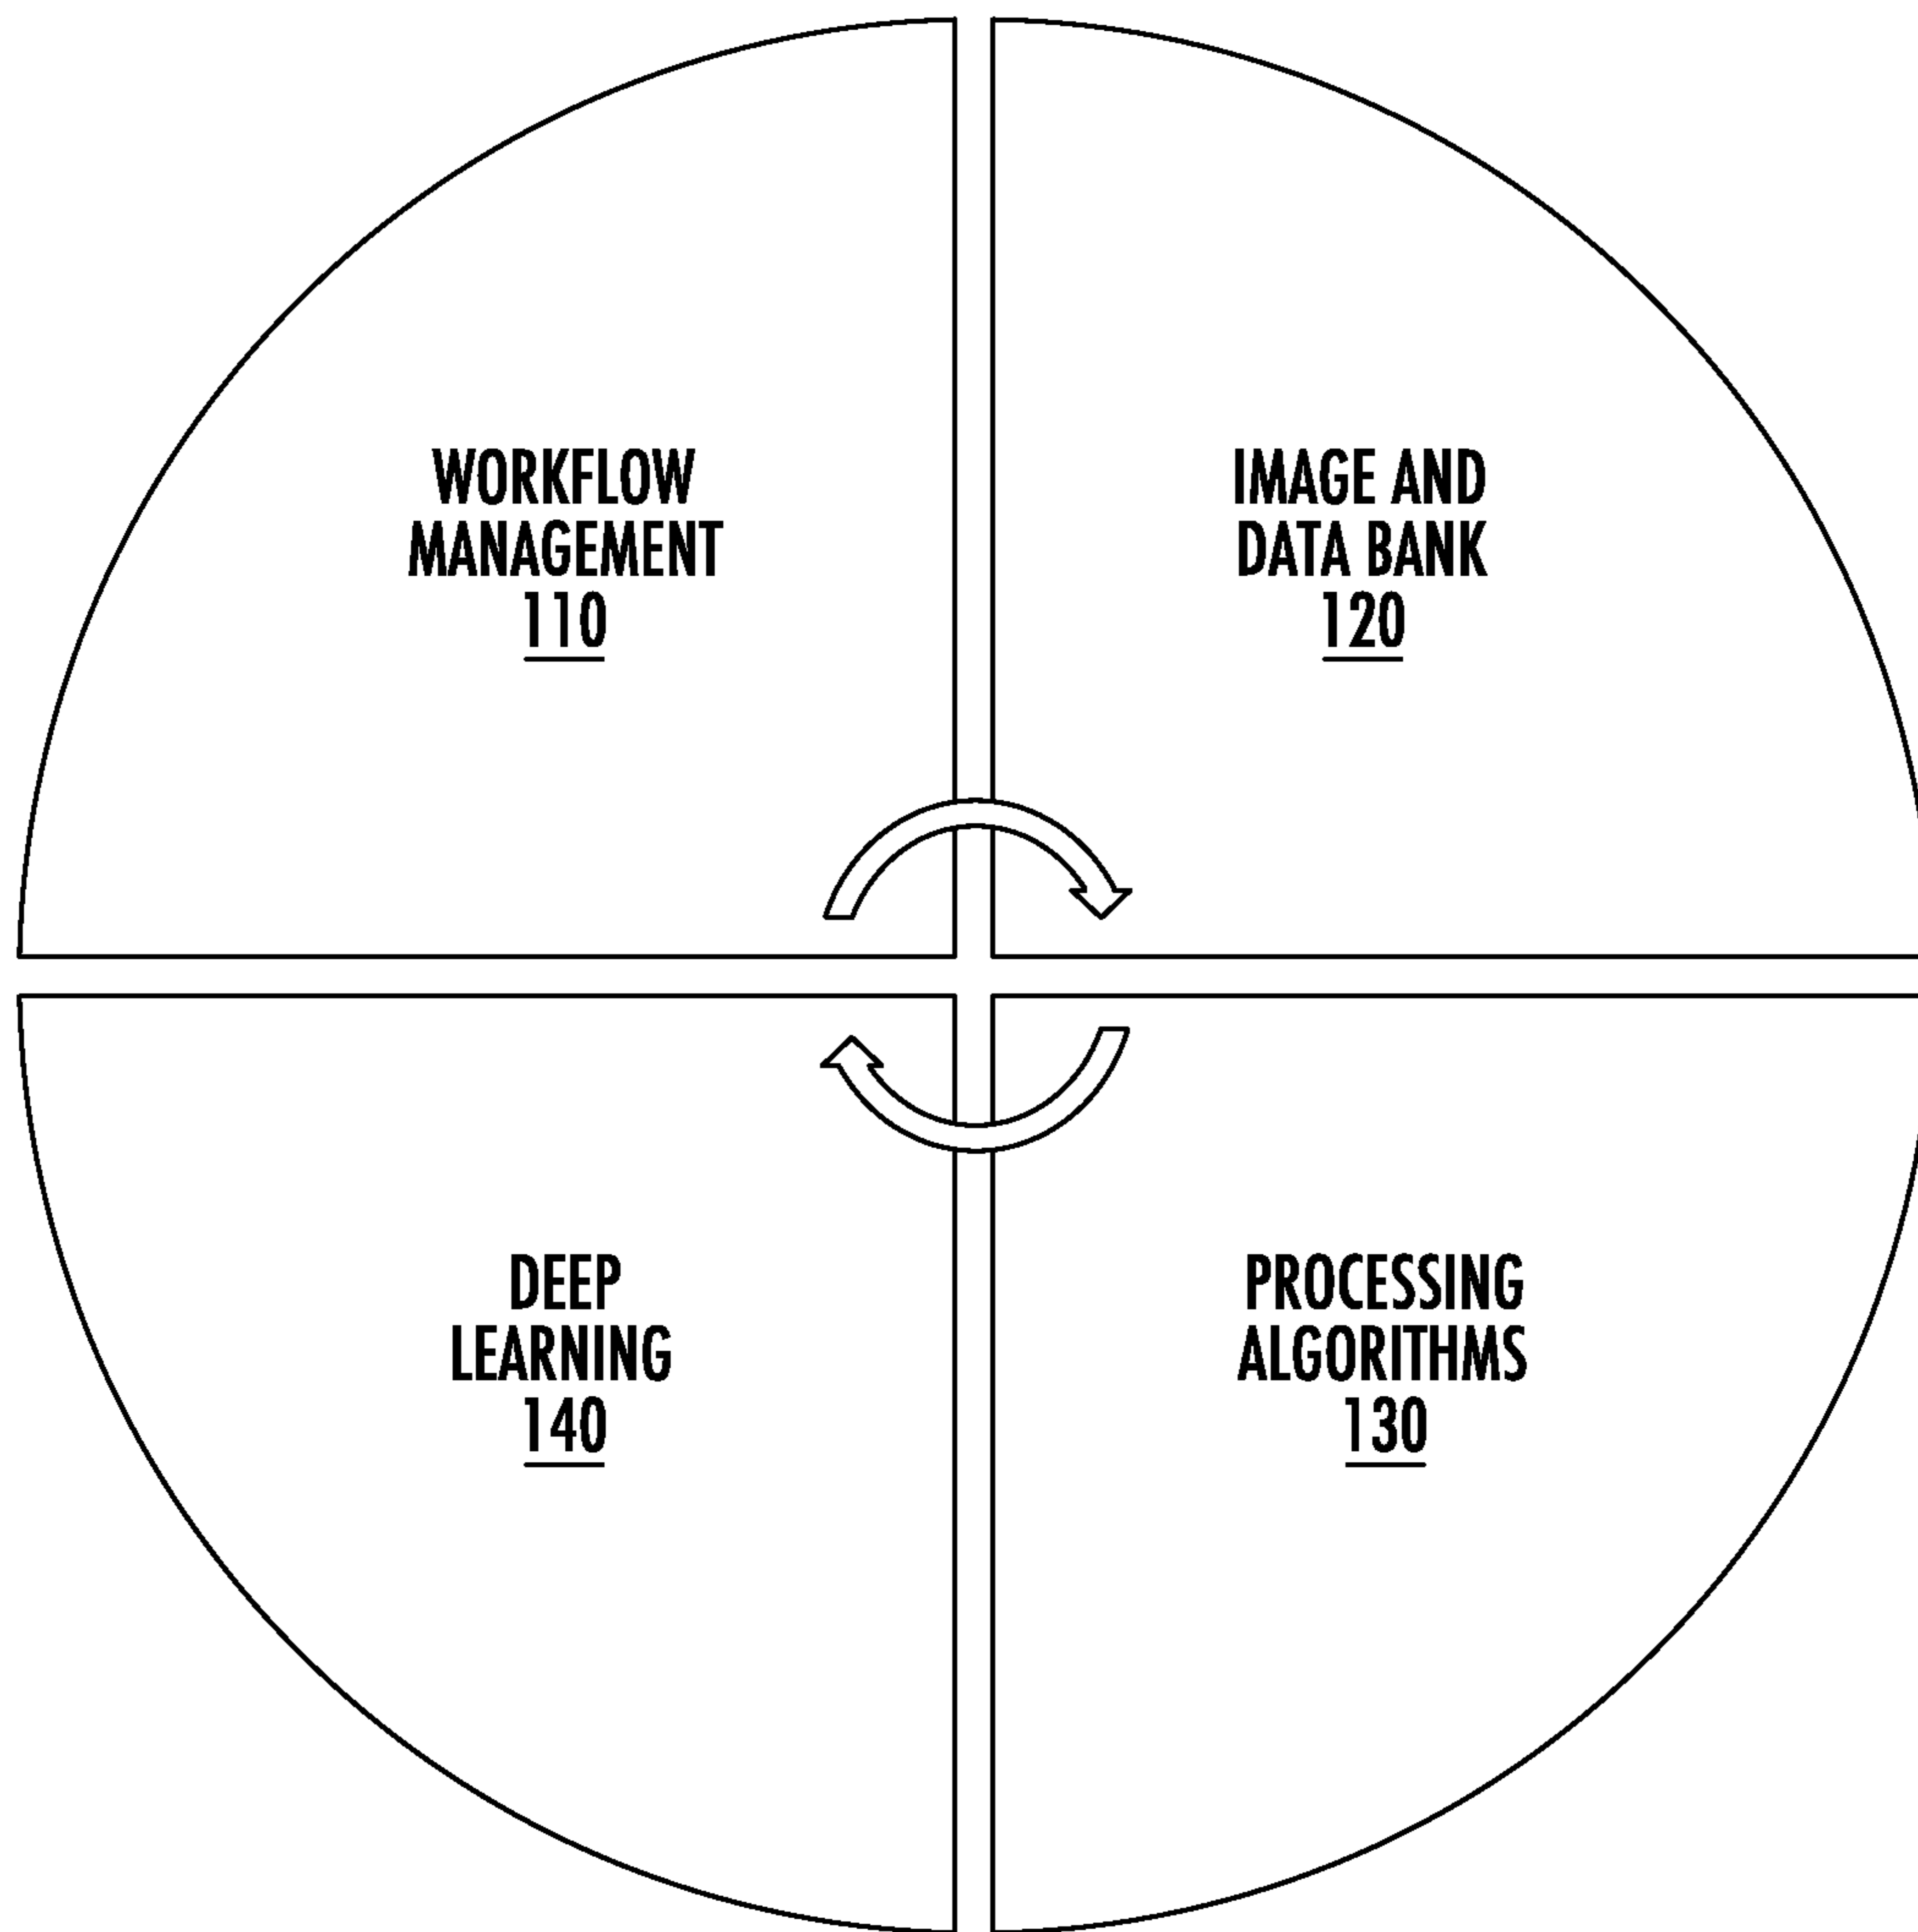 WORKFLOW
MANAGEMENT
110
IMAGE AND
DATA BANK
120
DEEP
LEARNING
140
PROCESSING
ALGORITHMS
130